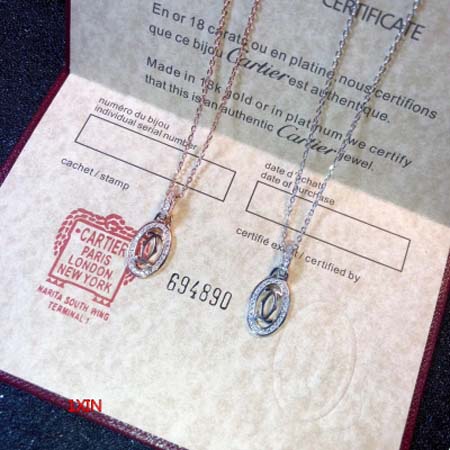 CERTIFICATE
En or 18 carats, ou en platine, nous certifions
que ce bijou Cartier est authentique.
Made in 18k gold or in platinum we certify
that this is an authentic Cartier jewel.
numéro du bijou
individual serial number
date d'achat
date of purchase
cachet / stamp
certifié expert / certified by
CARTIER
PARIS
LONDON
NEW YORK
NARITA SOUTH WING
TERMINAL 1
694890
LXIN